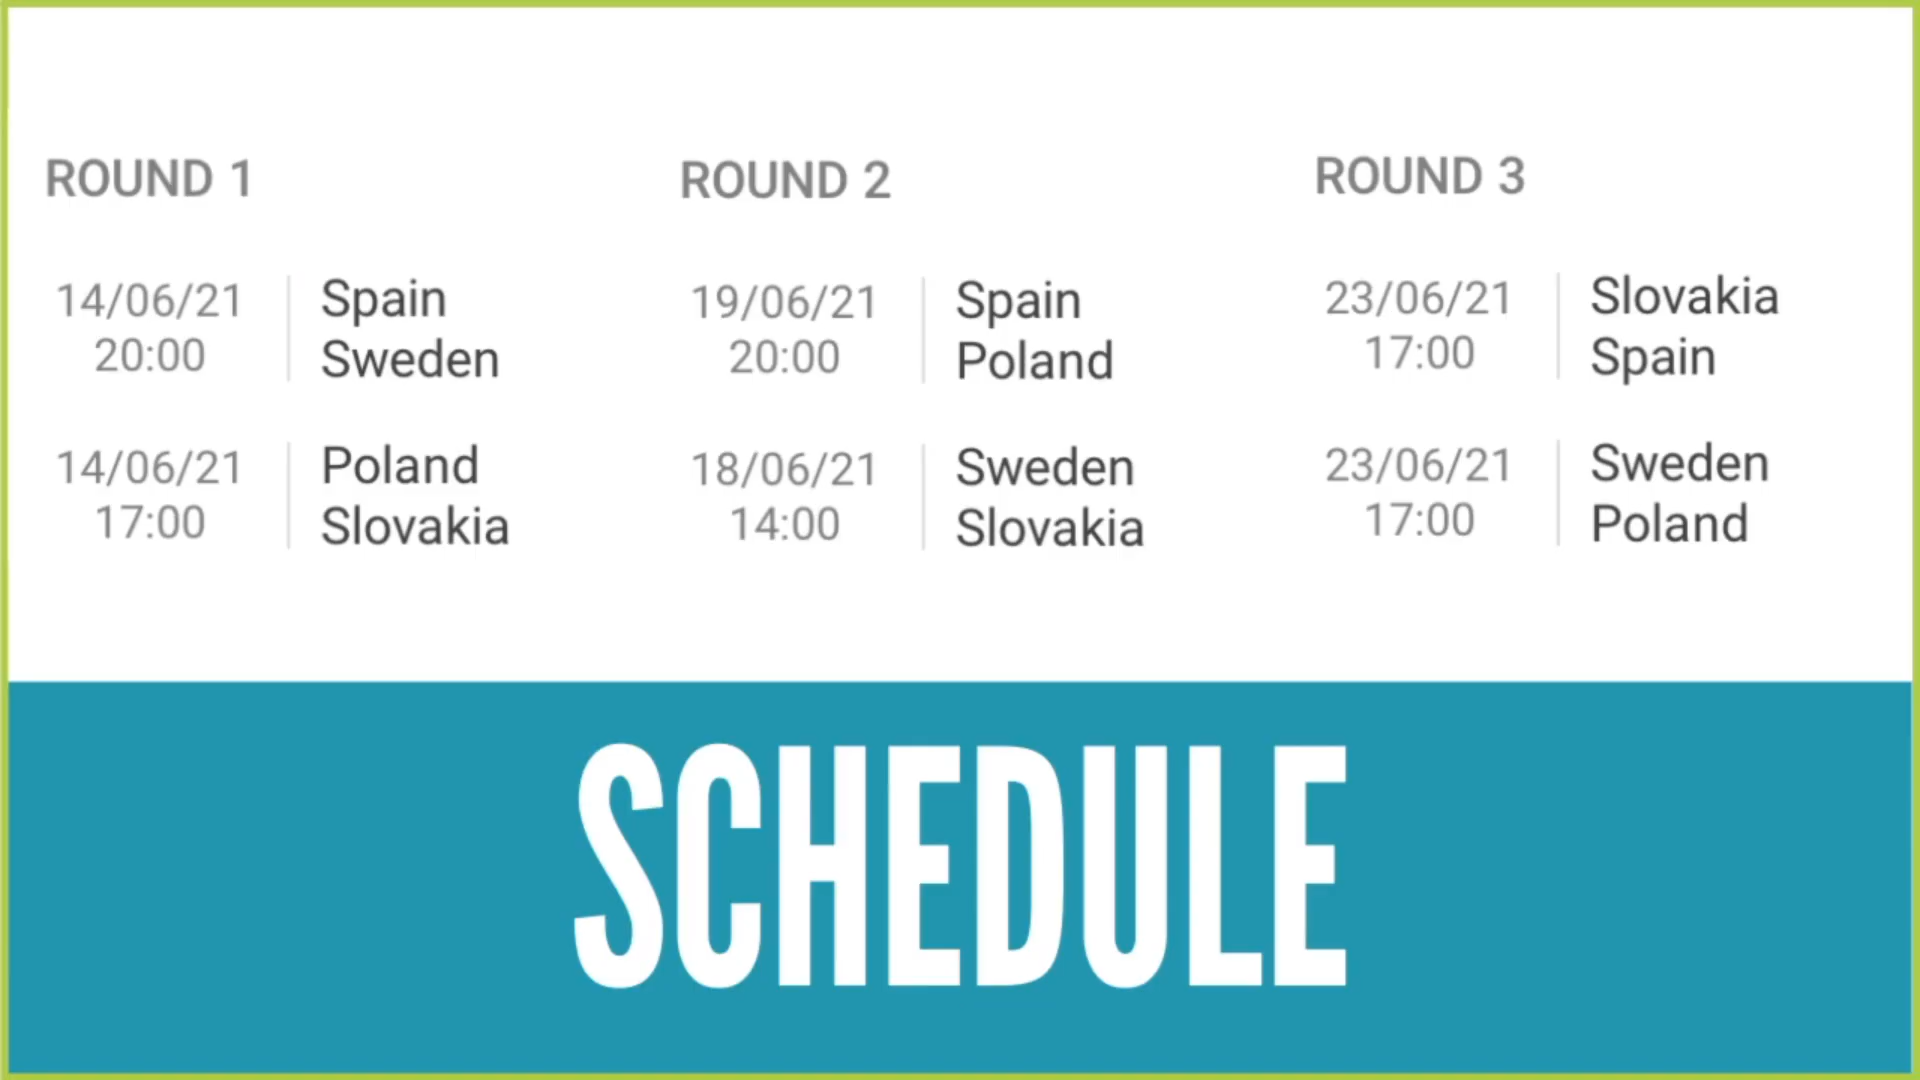 ROUND 1
14/06/21
20:00
Spain
Sweden
14/06/21
17:00
Poland
Slovakia
ROUND 2
19/06/21
20:00
Spain
Poland
18/06/21
14:00
Sweden
Slovakia
ROUND 3
23/06/21
17:00
Slovakia
Spain
23/06/21
17:00
Sweden
Poland
SCHEDULE